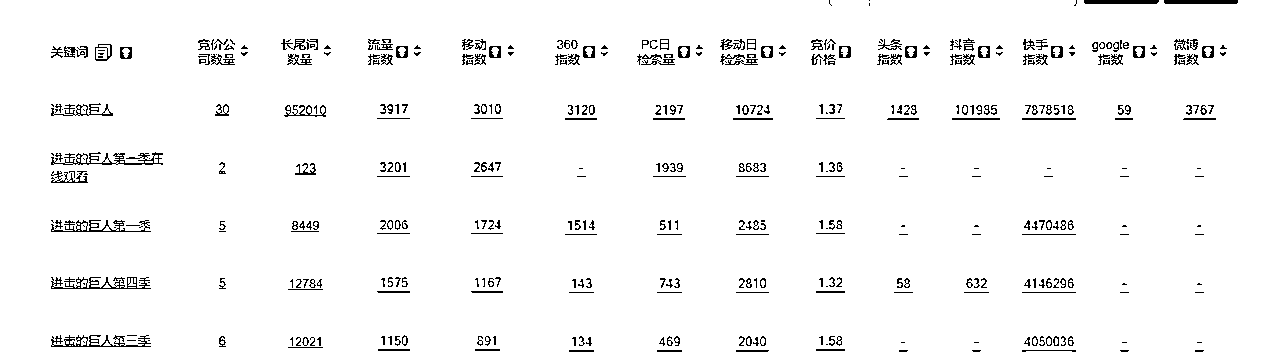 关键词 竞价公司数量 长尾词数量 流量指数 移动指数 360指数 PC日检索量 移动日检索量 竞价价格 头条指数 抖音指数 快手指数 google指数 微博指数
进击的巨人 30 952010 3917 3010 3120 2197 10724 1.37 1428 101985 7878518 59 3767
进击的巨人第一季在线观看 2 123 3201 2647 - 1939 8683 1.36 - - - - -
进击的巨人第一季 5 8449 2006 1724 1514 511 2485 1.58 - - 4470486 - -
进击的巨人第四季 5 12784 1576 1167 143 743 2810 1.32 58 632 4146296 - -
进击的巨人第三季 6 12021 1150 891 134 469 2040 1.58 - - 4050036 - -